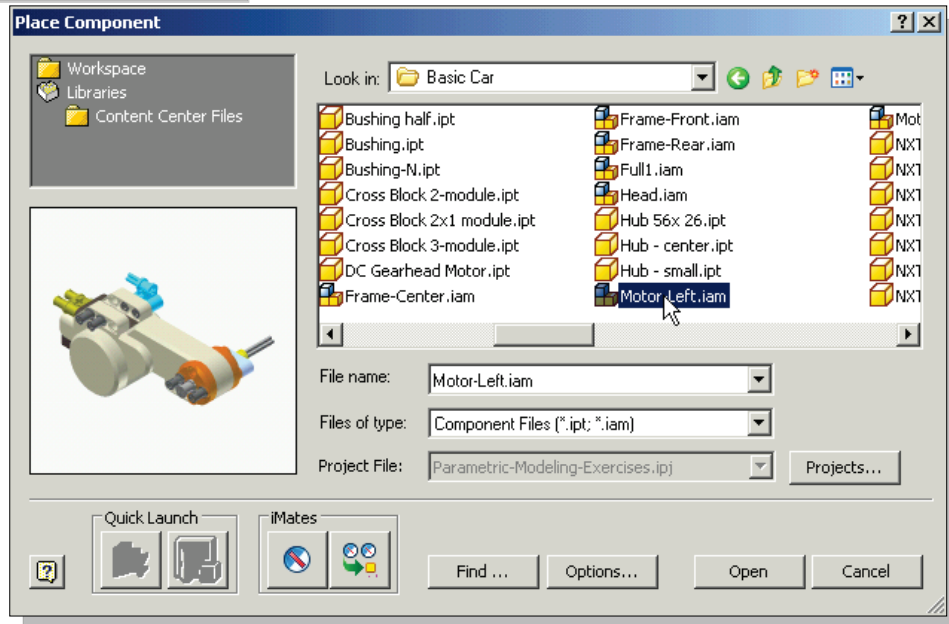 Place Component
Workspace
Libraries
Content Center Files
Look in: Basic Car
Bushing half.ipt
Bushing.ipt
Bushing-N.ipt
Cross Block 2-module.ipt
Cross Block 2x1 module.ipt
Cross Block 3-module.ipt
DC Gearhead Motor.ipt
Frame-Center.iam
Frame-Front.iam
Frame-Rear.iam
Full1.iam
Head.iam
Hub 56x 26.ipt
Hub - center.ipt
Hub - small.ipt
Motor-Left.iam
Mot
File name: Motor-Left.iam
Files of type: Component Files (*.ipt; *.iam)
Project File: Parametric-Modeling-Exercises.ipj Projects...
Quick Launch iMates
Find ... Options... Open Cancel